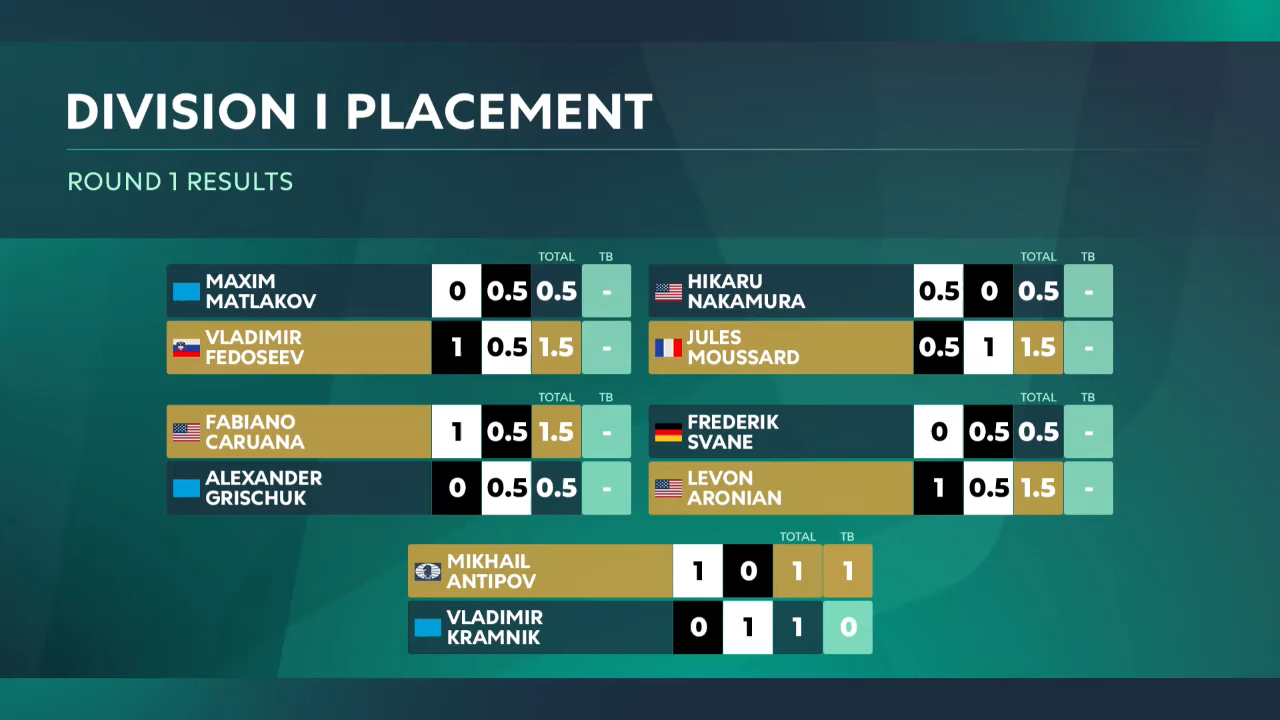 DIVISION I PLACEMENT
ROUND 1 RESULTS
TOTAL TB
MAXIM
MATLAKOV
0 0.5 0.5 -
VLADIMIR
FEDOSEEV
1 0.5 1.5 -
TOTAL TB
HIKARU
NAKAMURA
0.5 0 0.5 -
JULES
MOUSSARD
0.5 1 1.5 -
TOTAL TB
FABIANO
CARUANA
1 0.5 1.5 -
ALEXANDER
GRISCHUK
0 0.5 0.5 -
TOTAL TB
FREDERIK
SVANE
0 0.5 0.5 -
LEVON
ARONIAN
1 0.5 1.5 -
TOTAL TB
MIKHAIL
ANTIPOV
1 0 1 1
VLADIMIR
KRAMNIK
0 1 1 0